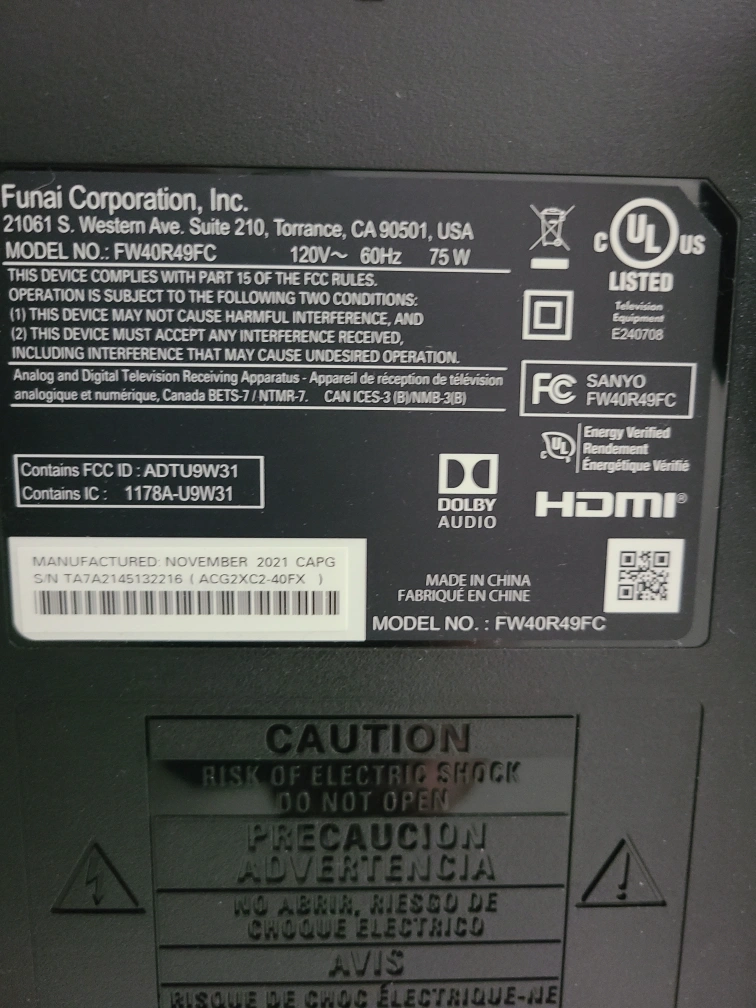 Funai Corporation, Inc.
21061 S. Western Ave. Suite 210, Torrance, CA 90501, USA
MODEL NO.: FW40R49FC 120V~ 60Hz 75 W
THIS DEVICE COMPLIES WITH PART 15 OF THE FCC RULES.
OPERATION IS SUBJECT TO THE FOLLOWING TWO CONDITIONS:
(1) THIS DEVICE MAY NOT CAUSE HARMFUL INTERFERENCE, AND
(2) THIS DEVICE MUST ACCEPT ANY INTERFERENCE RECEIVED,
INCLUDING INTERFERENCE THAT MAY CAUSE UNDESIRED OPERATION.
Analog and Digital Television Receiving Apparatus - Appareil de réception de télévision
analogique et numérique, Canada BETS-7 / NTMR-7. CAN ICES-3 (B)/NMB-3(B)
C UL US
LISTED
Television
Equipment
E240708
FC SANYO
FW40R49FC
UL Energy Verified
Rendement
Énergétique Vérifié
Contains FCC ID : ADTU9W31
Contains IC : 1178A-U9W31
DOLBY
AUDIO
HDMI®
MANUFACTURED: NOVEMBER 2021 CAPG
S/N TA7A2145132216 ( ACG2XC2-40FX )
MADE IN CHINA
FABRIQUÉ EN CHINE
MODEL NO. : FW40R49FC
CAUTION
RISK OF ELECTRIC SHOCK
DO NOT OPEN
PRECAUCION
ADVERTENCIA
NO ABRIR, RIESGO DE
CHOQUE ELECTRICO
AVIS
RISQUE DE CHOC ÉLECTRIQUE-NE